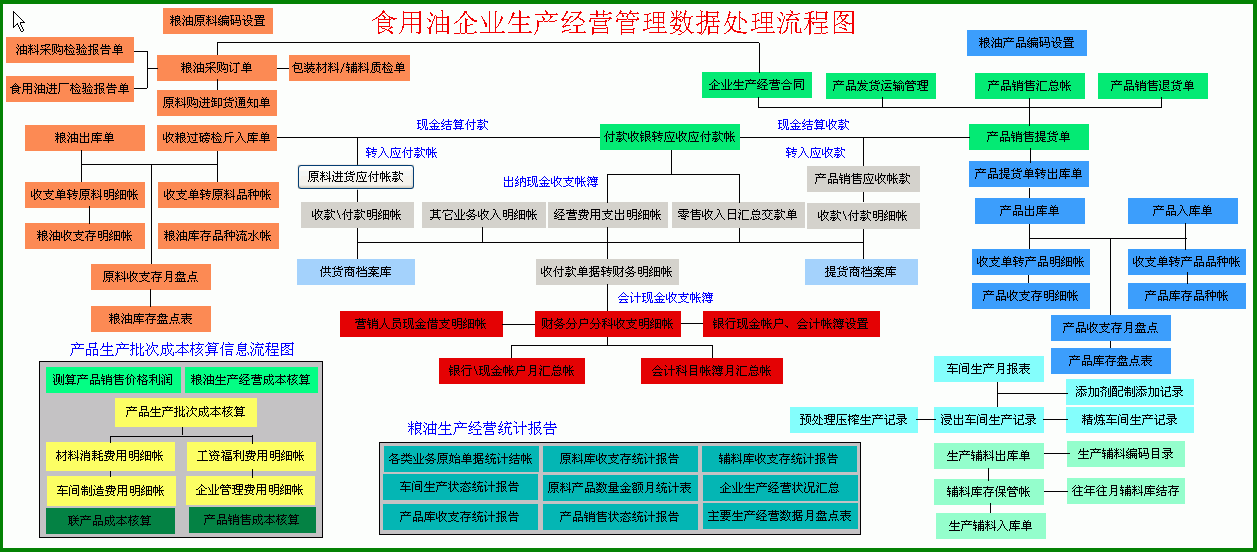 食用油企业生产经营管理数据处理流程图
粮油原料编码设置
油料采购检验报告单
粮油采购订单
包装材料/辅料质检单
食用油进厂检验报告单
原料购进卸货通知单
粮油出库单
收粮过磅检斤入库单
收支单转原料明细帐
收支单转原料品种帐
粮油收支存明细帐
粮油库存品种流水帐
原料收支存月盘点
粮油库存盘点表
现金结算付款
转入应付款帐
原料进货应付帐款
收款\付款明细帐
供货商档案库
企业生产经营合同
付款收银转应收应付款帐
出纳现金收支帐簿
其它业务收入明细帐
经营费用支出明细帐
零售收入日汇总交款单
收付款单据转财务明细帐
会计现金收支帐簿
现金结算收款
转入应收款
产品销售应收帐款
收款\付款明细帐
提货商档案库
营销人员现金借支明细帐
财务分户分科收支明细帐
银行现金帐户、会计帐簿设置
银行\现金帐户月汇总帐
会计科目帐簿月汇总帐
粮油产品编码设置
产品发货运输管理
产品销售汇总帐
产品销售退货单
产品销售提货单
产品提货单转出库单
产品出库单
产品入库单
收支单转产品明细帐
收支单转产品品种帐
产品收支存明细帐
产品库存品种帐
产品收支存月盘点
产品库存盘点表
车间生产月报表
添加剂配制添加记录
预处理压榨生产记录
浸出车间生产记录
精炼车间生产记录
生产辅料出库单
生产辅料编码目录
辅料库存保管帐
往年往月辅料库结存
生产辅料入库单
产品生产批次成本核算信息流程图
测算产品销售价格利润
粮油生产经营成本核算
产品生产批次成本核算
材料消耗费用明细帐
工资福利费用明细帐
车间制造费用明细帐
企业管理费用明细帐
联产品成本核算
产品销售成本核算
粮油生产经营统计报告
各类业务原始单据统计结帐
原料库收支存统计报告
辅料库收支存统计报告
车间生产状态统计报告
原料产品数量金额月统计表
企业生产经营状况汇总
产品库收支存统计报告
产品销售状态统计报告
主要生产经营数据月盘点表